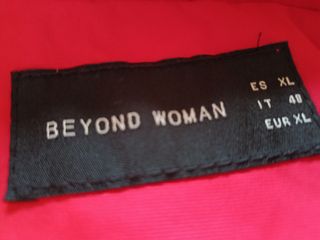 BEYOND WOMAN
ES XL
IT 48
EUR XL